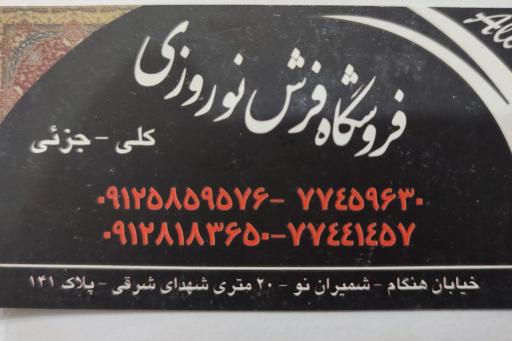 فروشگاه فرش نوروزی
کلی - جزئی
۰۹۱۲۵۸۵۹۵۷۶ - ۷۷۴۵۹۶۳۰
۰۹۱۲۸۱۸۳۶۵۰-۷۷۴۴۱۴۵۷
خیابان هنگام - شمیران نو - ۲۰ متری شهدای شرقی - پلاک ۱۴۱